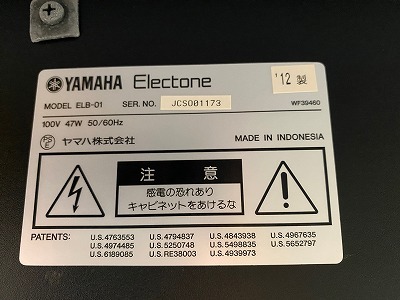 YAMAHA Electone '12 製
MODEL ELB-01 SER. NO. JCS001173 WF39460
100V 47W 50/60Hz
PSE ヤマハ株式会社 MADE IN INDONESIA
注 意
感電の恐れあり
キャビネットをあけるな
PATENTS: U.S.4763553 U.S.4794837 U.S.4843938 U.S.4967635
U.S.4974485 U.S.5250748 U.S.5498835 U.S.5652797
U.S.6189085 U.S.RE38003 U.S.4939973